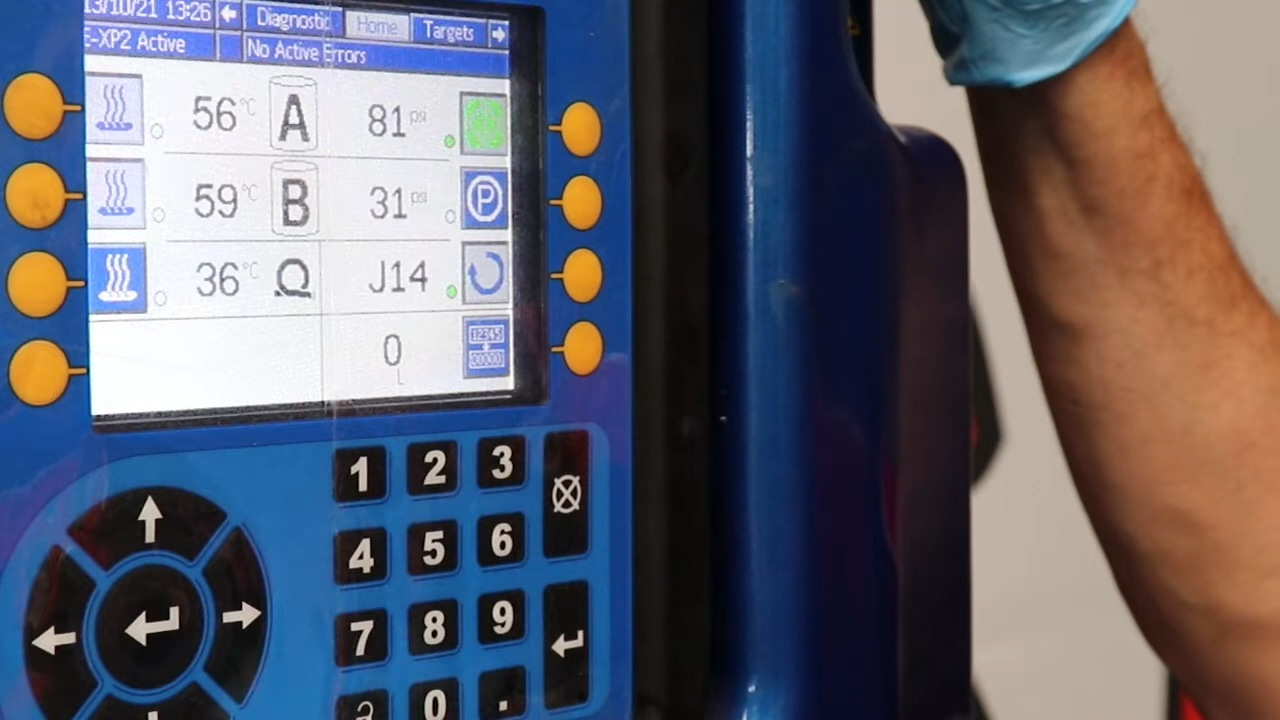 13/10/21 13:26 Diagnostic Home Targets
E-XP2 Active No Active Errors
56 °C A 81 psi
59 °C B 31 psi P
36 °C J14
12345
0
L
1 2 3
4 5 6
7 8 9
0 .